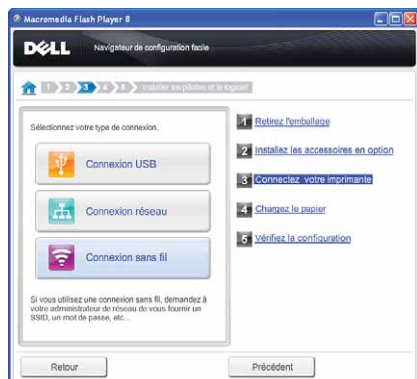 Macromedia Flash Player 8
DELL
Navigateur de configuration facile
1 2 3 4 5 Installer les pilotes et le logiciel
Sélectionnez votre type de connexion.
Connexion USB
Connexion réseau
Connexion sans fil
Si vous utilisez une connexion sans fil, demandez à
votre administrateur de réseau de vous fournir un
SSID, un mot de passe, etc...
1 Retirez l'emballage
2 Installez les accessoires en option
3 Connectez votre imprimante
4 Chargez le papier
5 Vérifiez la configuration
Retour
Précédent